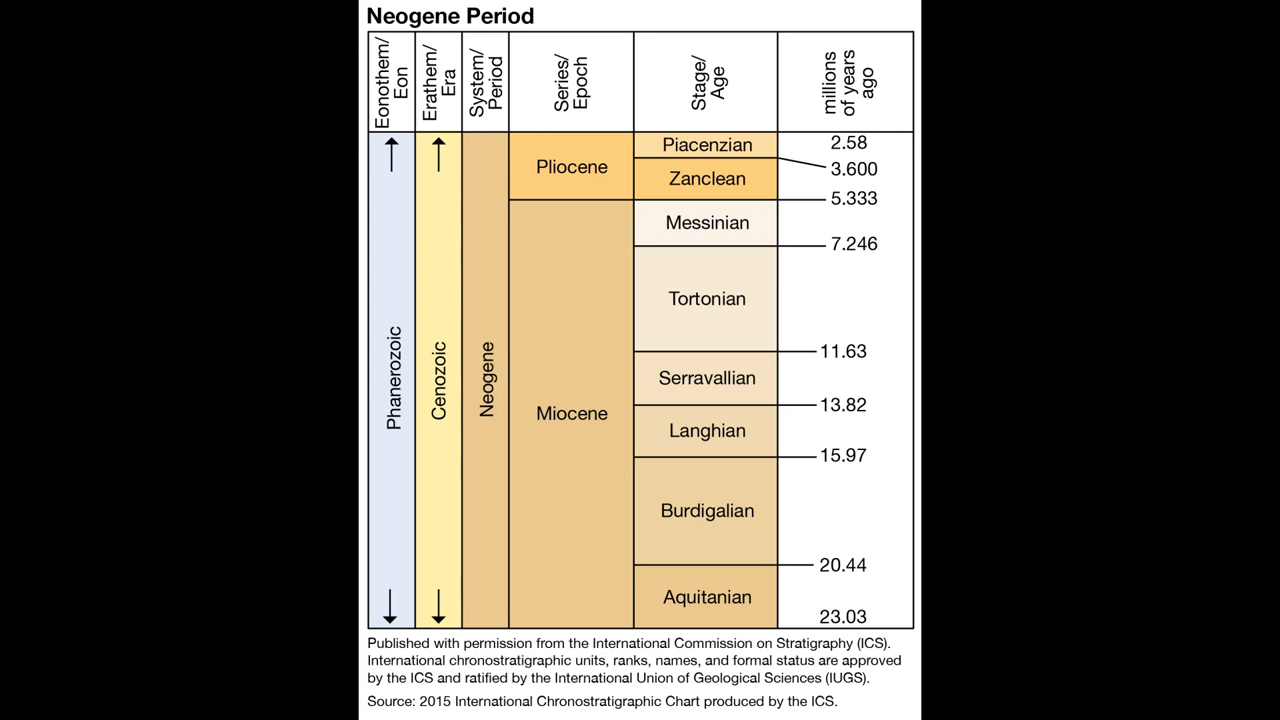 Neogene Period
Eonothem/
Eon
Erathem/
Era
System/
Period
Series/
Epoch
Stage/
Age
millions
of years
ago
Phanerozoic
Cenozoic
Neogene
Pliocene
Miocene
Piacenzian
Zanclean
Messinian
Tortonian
Serravallian
Langhian
Burdigalian
Aquitanian
2.58
3.600
5.333
7.246
11.63
13.82
15.97
20.44
23.03
Published with permission from the International Commission on Stratigraphy (ICS).
International chronostratigraphic units, ranks, names, and formal status are approved
by the ICS and ratified by the International Union of Geological Sciences (IUGS).
Source: 2015 International Chronostratigraphic Chart produced by the ICS.